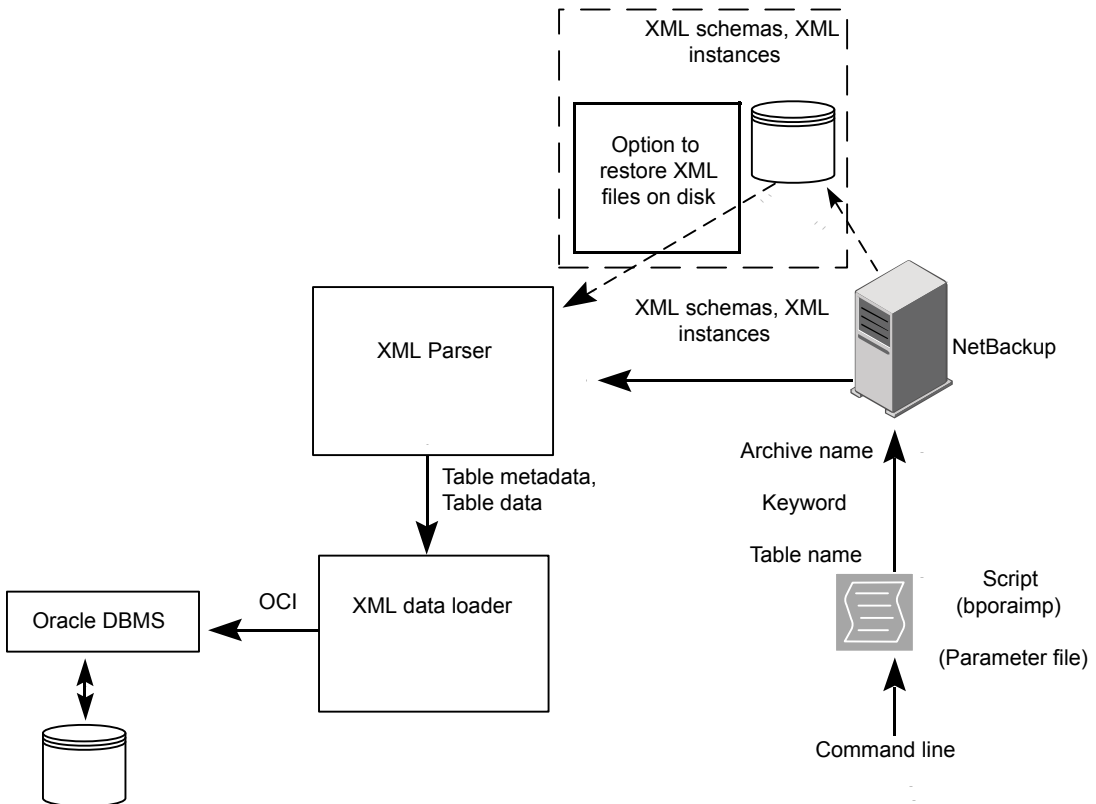 XML schemas, XML
instances
Option to
restore XML
files on disk
XML schemas, XML
instances
XML Parser
NetBackup
Archive name
Table metadata,
Table data
Keyword
Table name
Script
(bporaimp)
OCI
XML data loader
Oracle DBMS
(Parameter file)
Command line